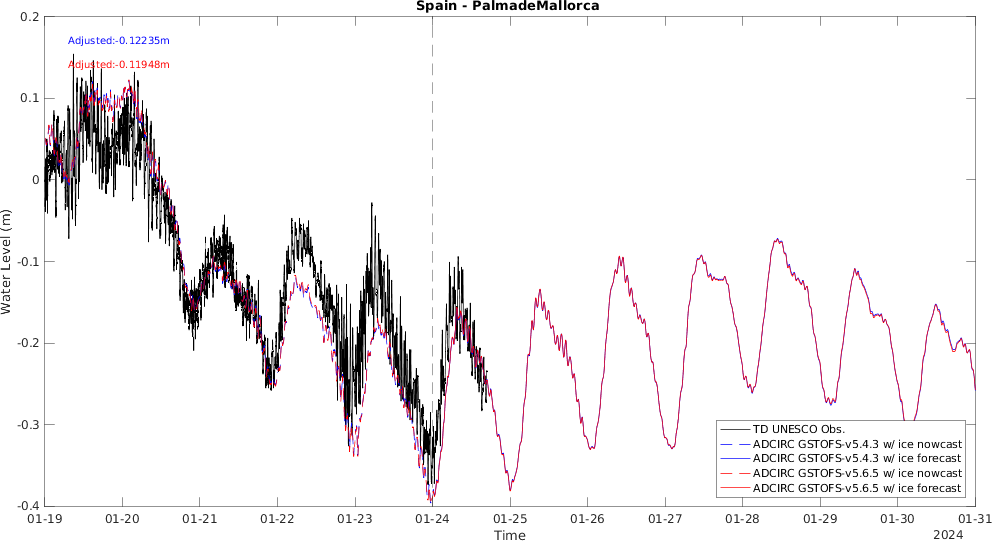 Spain - PalmadeMallorca
Adjusted:-0.12235m
Adjusted:-0.11948m
Water Level (m)
0.2
0.1
0
-0.1
-0.2
-0.3
-0.4
01-19 01-20 01-21 01-22 01-23 01-24 01-25 01-26 01-27 01-28 01-29 01-30 01-31
Time
2024
TD UNESCO Obs.
ADCIRC GSTOFS-v5.4.3 w/ ice nowcast
ADCIRC GSTOFS-v5.4.3 w/ ice forecast
ADCIRC GSTOFS-v5.6.5 w/ ice nowcast
ADCIRC GSTOFS-v5.6.5 w/ ice forecast